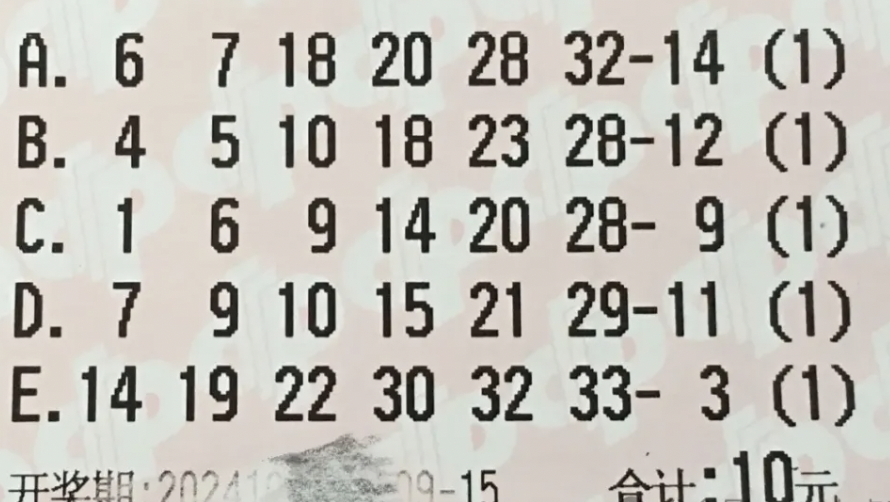 A. 6 7 18 20 28 32-14 (1)
B. 4 5 10 18 23 28-12 (1)
C. 1 6 9 14 20 28- 9 (1)
D. 7 9 10 15 21 29-11 (1)
E.14 19 22 30 32 33- 3 (1)
开奖期: 09-15 合计:10元